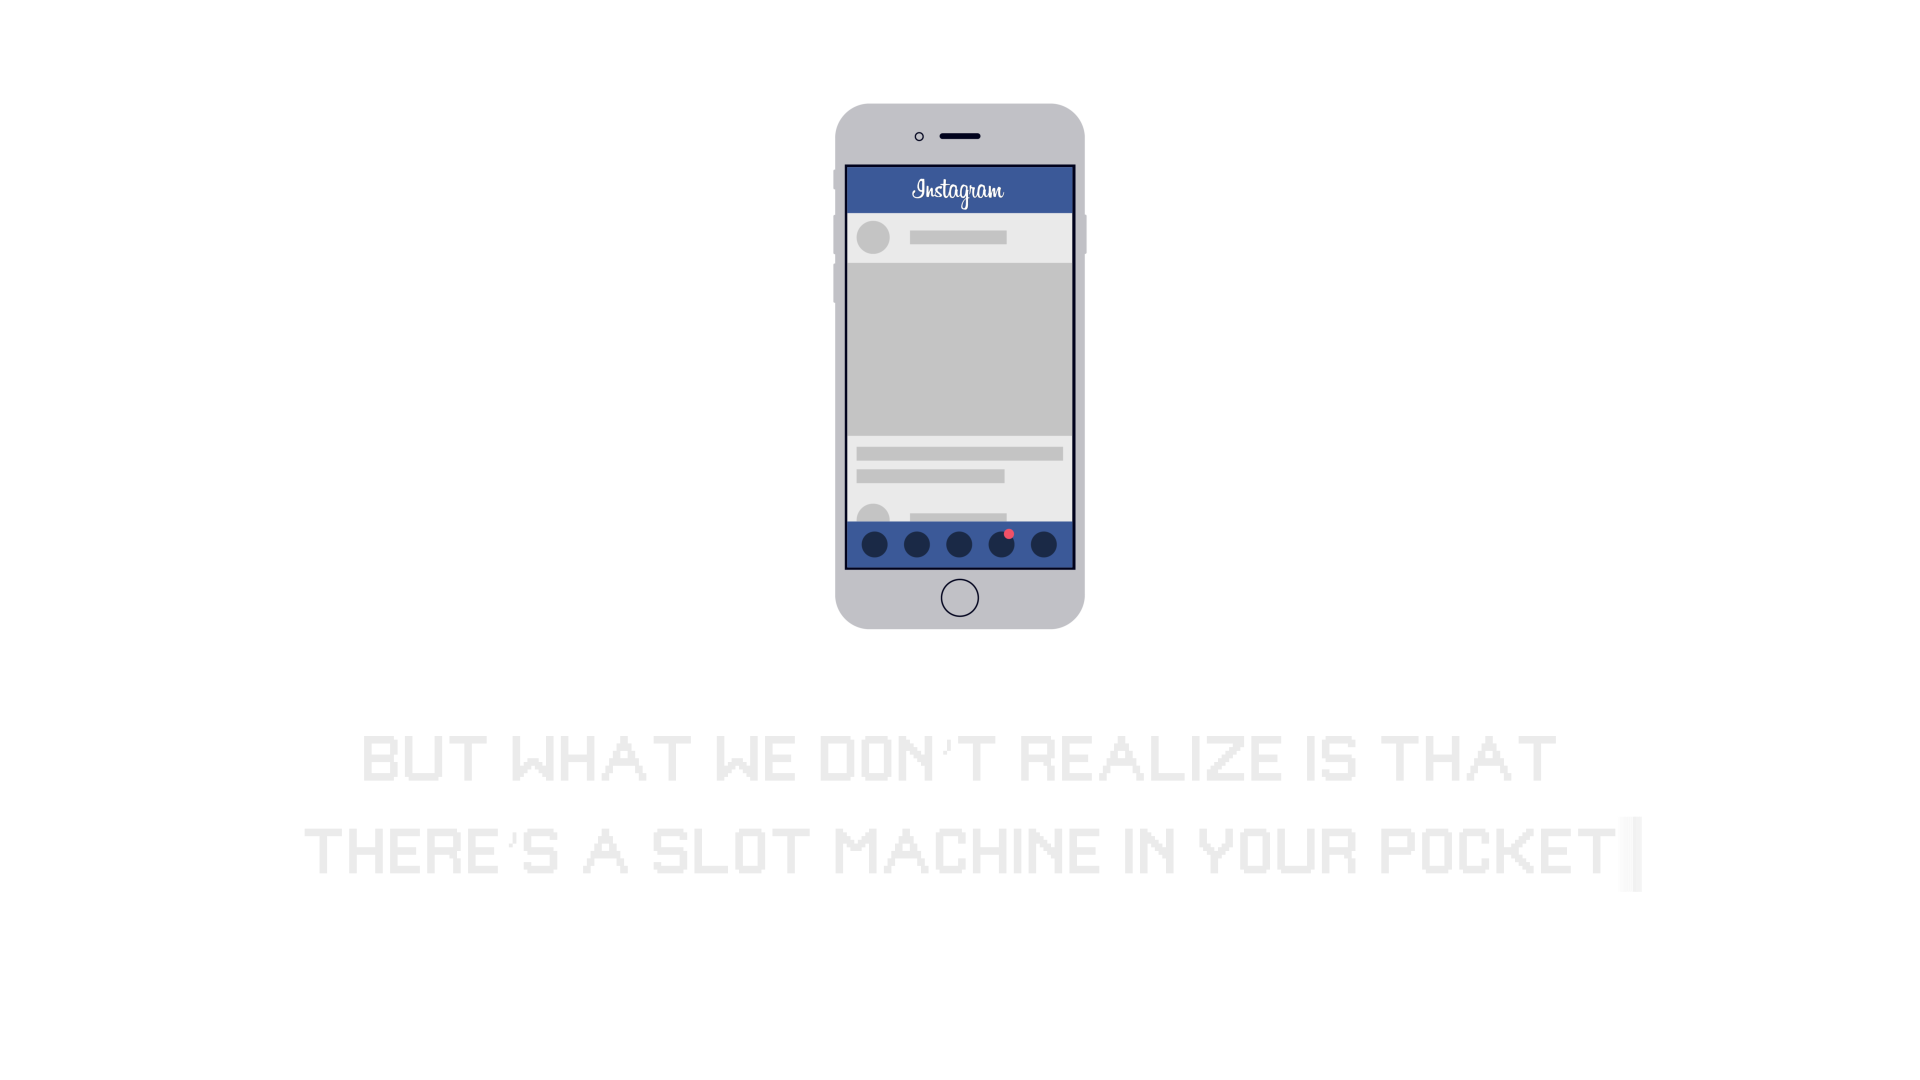 Instagram
BUT WHAT WE DON'T REALIZE IS THAT
THERE'S A SLOT MACHINE IN YOUR POCKET